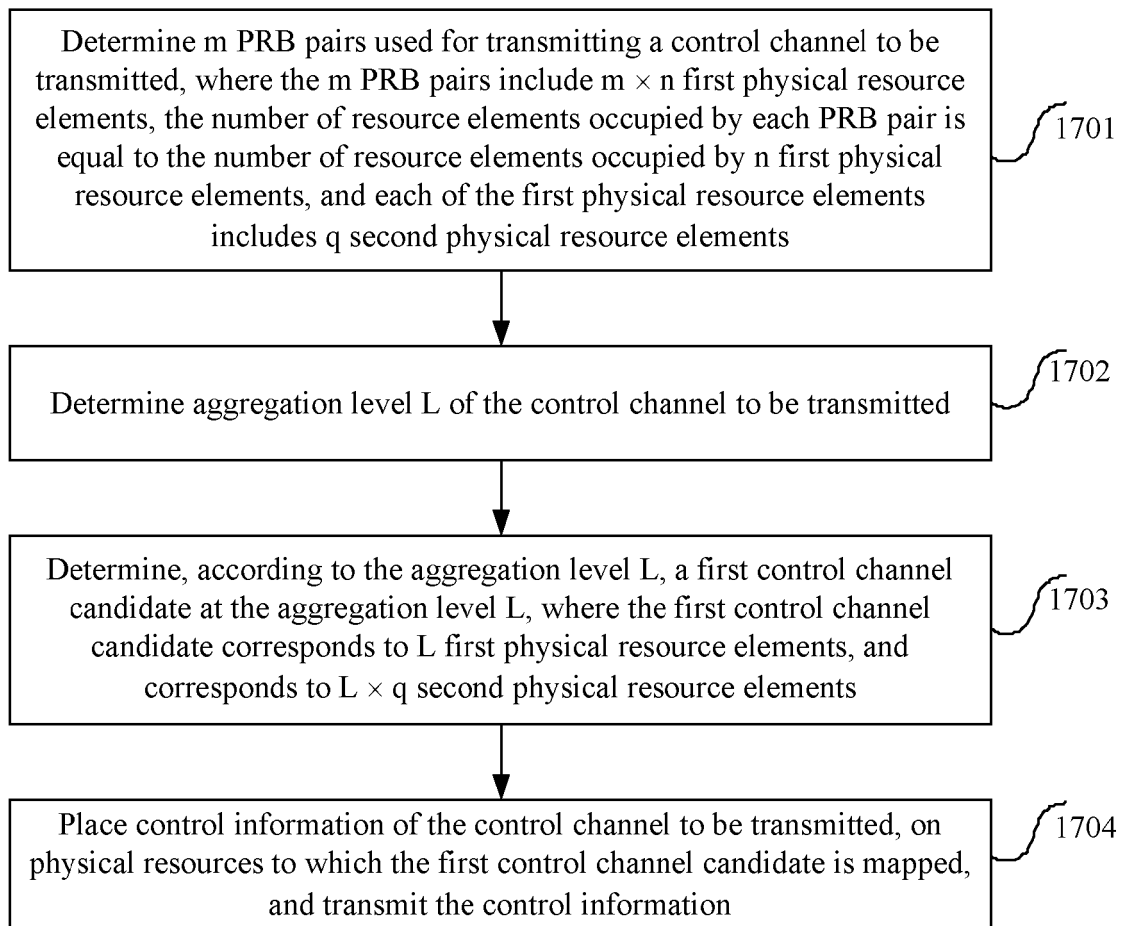 Determine m PRB pairs used for transmitting a control channel to be
transmitted, where the m PRB pairs include m × n first physical resource
elements, the number of resource elements occupied by each PRB pair is
equal to the number of resource elements occupied by n first physical
resource elements, and each of the first physical resource elements
includes q second physical resource elements
1701
Determine aggregation level L of the control channel to be transmitted
1702
Determine, according to the aggregation level L, a first control channel
candidate at the aggregation level L, where the first control channel
candidate corresponds to L first physical resource elements, and
corresponds to L × q second physical resource elements
1703
Place control information of the control channel to be transmitted, on
physical resources to which the first control channel candidate is mapped,
and transmit the control information
1704